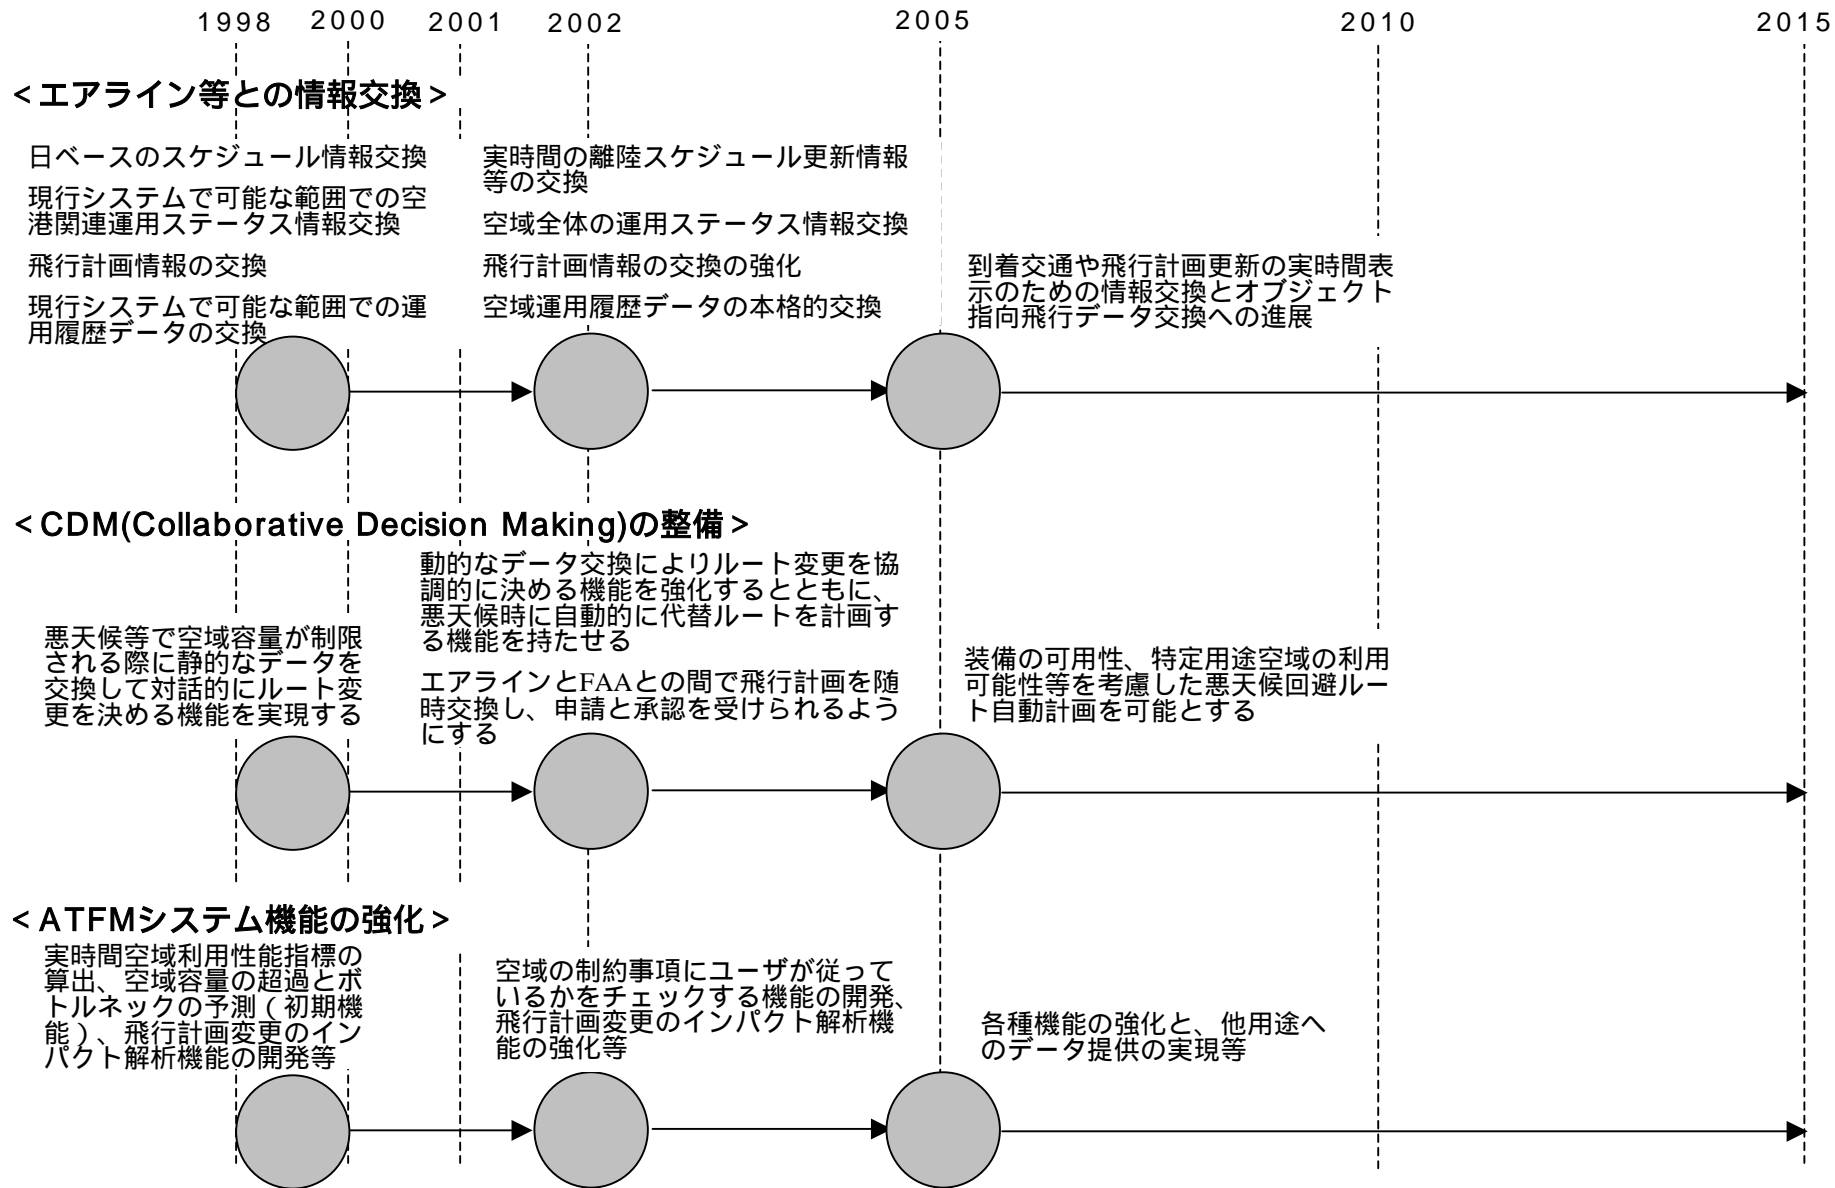 1998 2000 2001 2002 2005 2010 2015
<エアライン等との情報交換>
日ベースのスケジュール情報交換
現行システムで可能な範囲での空
港関連運用ステータス情報交換
飛行計画情報の交換
現行システムで可能な範囲での運
用履歴データの交換
実時間の離陸スケジュール更新情報
等の交換
空域全体の運用ステータス情報交換
飛行計画情報の交換の強化
空域運用履歴データの本格的交換
到着交通や飛行計画更新の実時間表
示のための情報交換とオブジェクト
指向飛行データ交換への進展
<CDM(Collaborative Decision Making)の整備>
悪天候等で空域容量が制限
される際に静的なデータを
交換して対話的にルート変
更を決める機能を実現する
動的なデータ交換によりルート変更を協
調的に決める機能を強化するとともに、
悪天候時に自動的に代替ルートを計画す
る機能を持たせる
エアラインとFAAとの間で飛行計画を随
時交換し、申請と承認を受けられるよう
にする
装備の可用性、特定用途空域の利用
可能性等を考慮した悪天候回避ルー
ト自動計画を可能とする
<ATFMシステム機能の強化>
実時間空域利用性能指標の
算出、空域容量の超過とボ
トルネックの予測(初期機
能)、飛行計画変更のイン
パクト解析機能の開発等
空域の制約事項にユーザが従って
いるかをチェックする機能の開発、
飛行計画変更のインパクト解析機
能の強化等
各種機能の強化と、他用途へ
のデータ提供の実現等